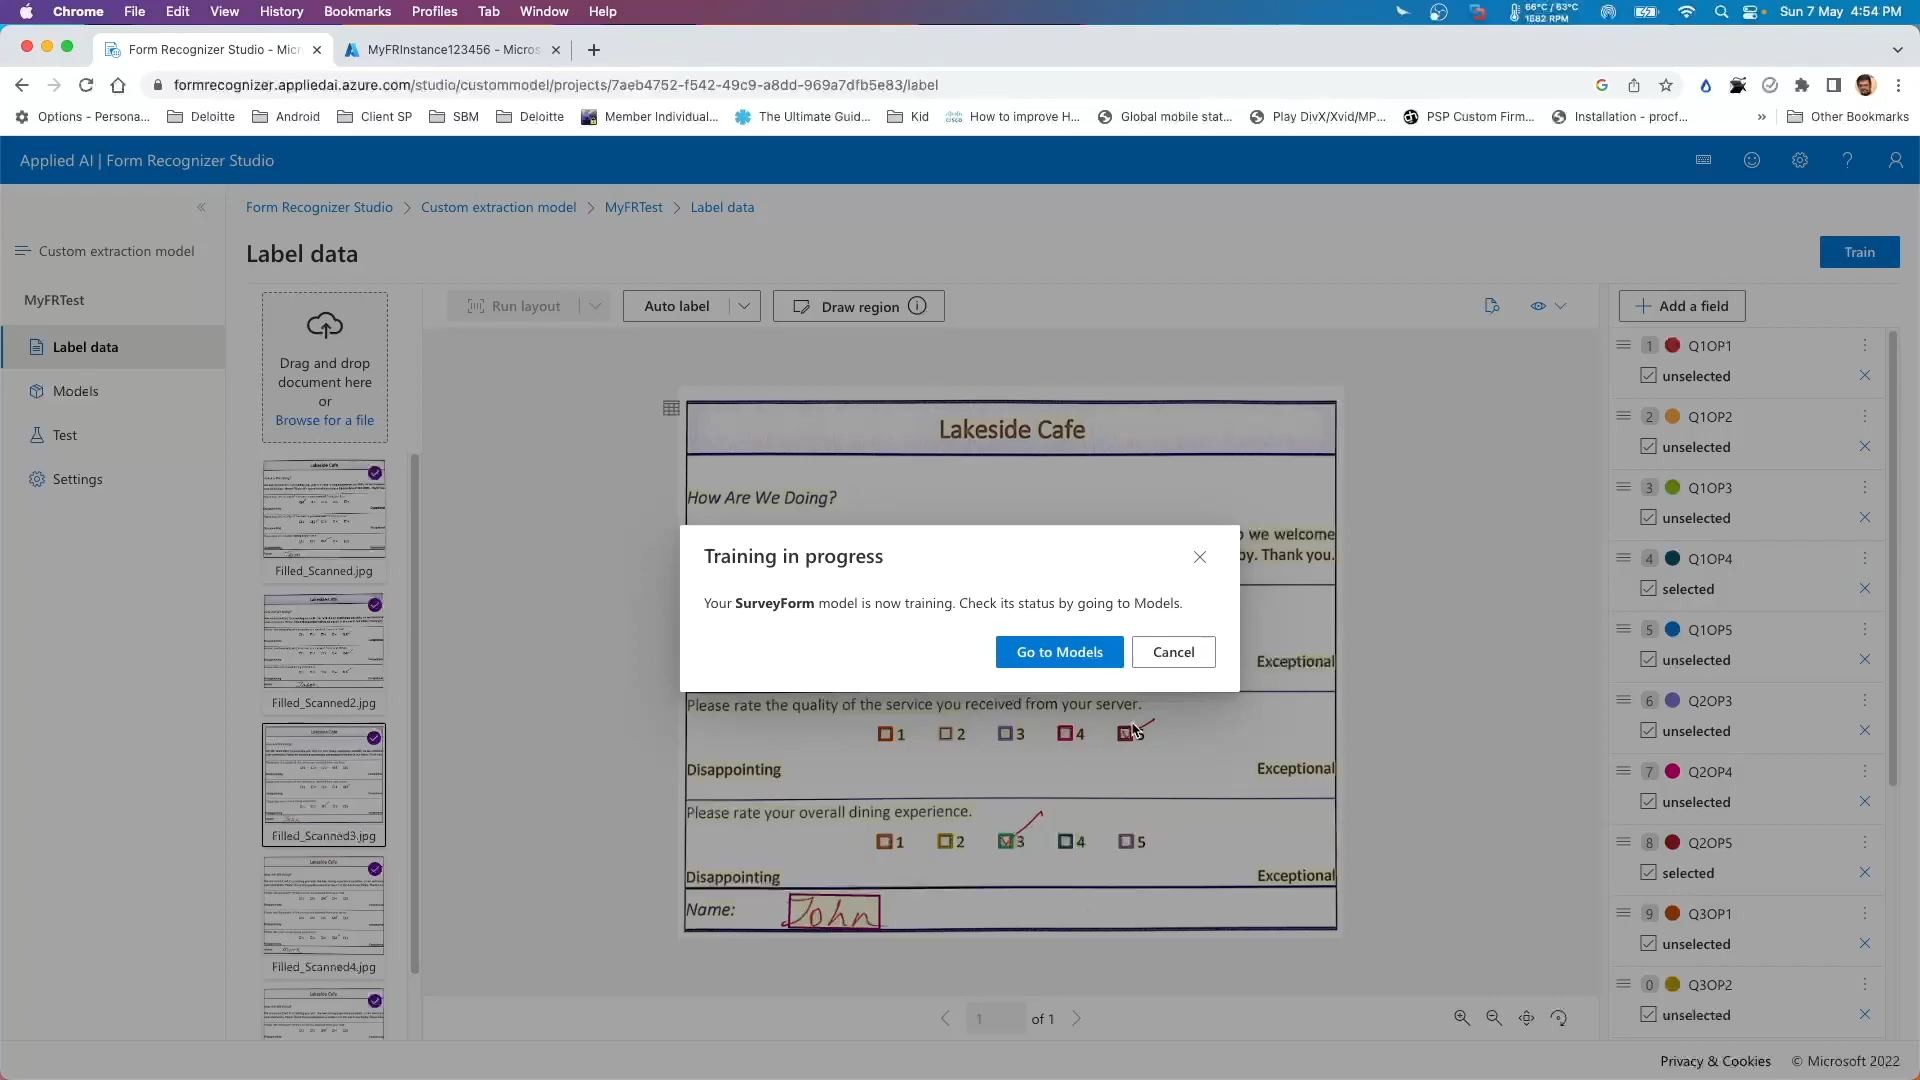 Chrome File Edit View History Bookmarks Profiles Tab Window Help
66°C / 63°C
1582 RPM
Sun 7 May 4:54 PM
Form Recognizer Studio - Micr
MyFRInstance123456 - Micros
formrecognizer.appliedai.azure.com/studio/custommodel/projects/7aeb4752-f542-49c9-a8dd-969a7dfb5e83/label
Options - Persona... Deloitte Android Client SP SBM Deloitte Member Individual... The Ultimate Guid... Kid How to improve H... Global mobile stat... Play DivX/Xvid/MP... PSP Custom Firm... Installation - procf... » Other Bookmarks
Applied AI | Form Recognizer Studio
Form Recognizer Studio > Custom extraction model > MyFRTest > Label data
Custom extraction model
MyFRTest
Label data
Models
Test
Settings
Label data
Train
Drag and drop
document here
or
Browse for a file
Filled_Scanned.jpg
Filled_Scanned2.jpg
Filled_Scanned3.jpg
Filled_Scanned4.jpg
Run layout
Auto label
Draw region
Lakeside Cafe
How Are We Doing?
we welcome
by. Thank you.
Training in progress
Your SurveyForm model is now training. Check its status by going to Models.
Go to Models
Cancel
Exceptional
Please rate the quality of the service you received from your server.
1 2 3 4 5
Disappointing Exceptional
Please rate your overall dining experience.
1 2 3 4 5
Disappointing Exceptional
Name: John
1 of 1
Add a field
1 Q1OP1
unselected
2 Q1OP2
unselected
3 Q1OP3
unselected
4 Q1OP4
selected
5 Q1OP5
unselected
6 Q2OP3
unselected
7 Q2OP4
unselected
8 Q2OP5
selected
9 Q3OP1
unselected
0 Q3OP2
unselected
Privacy & Cookies © Microsoft 2022